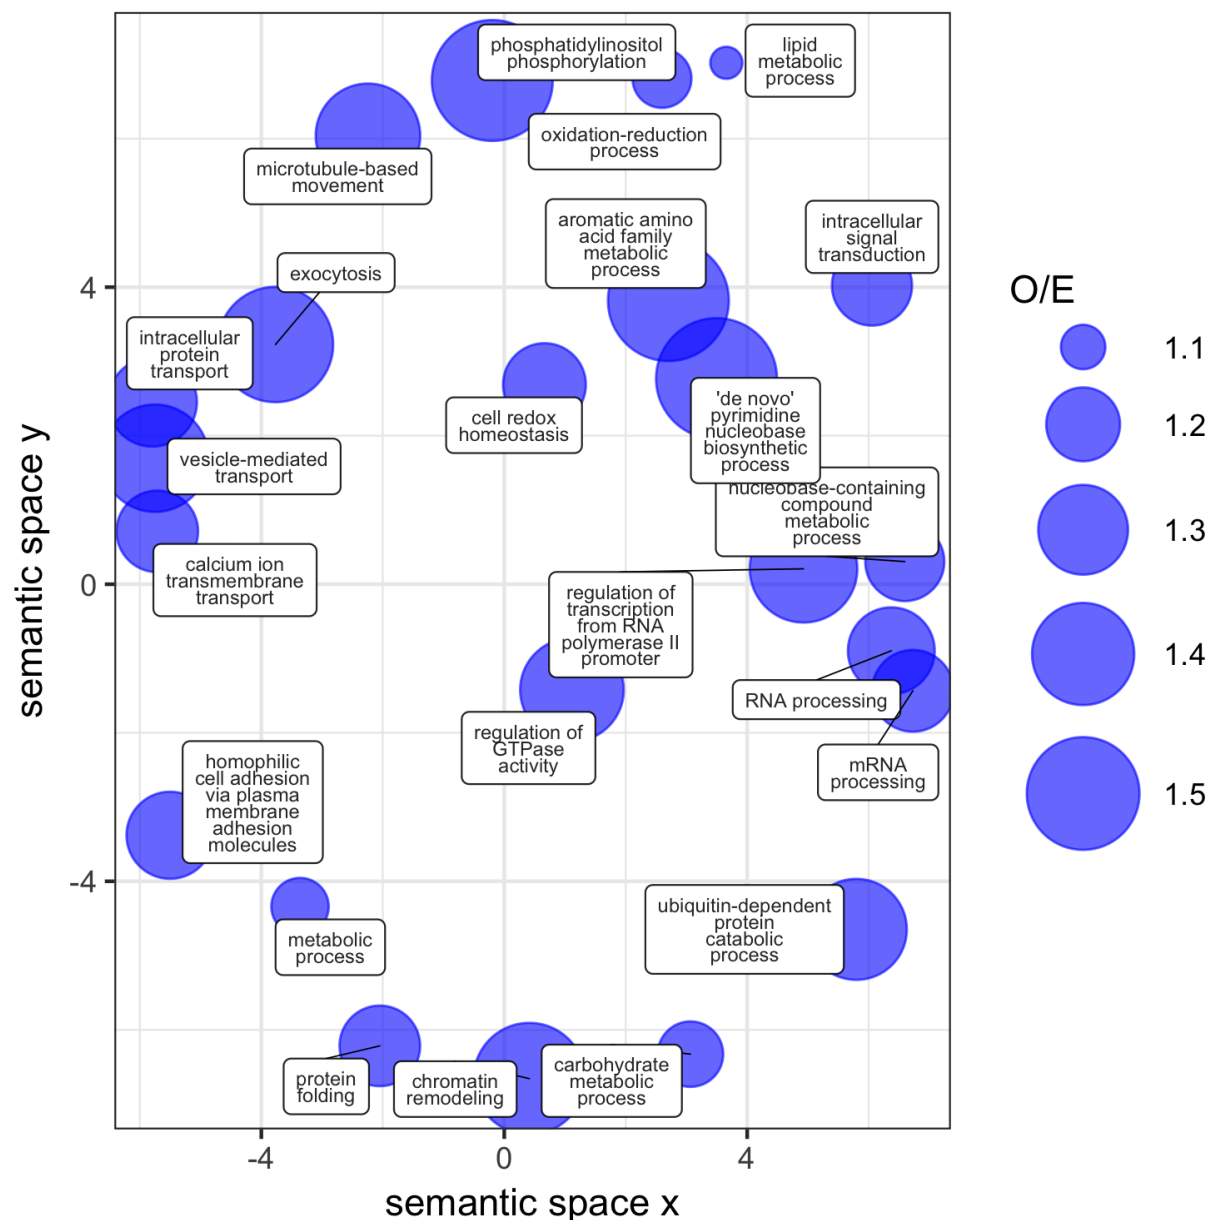 phosphatidylinositol
phosphorylation
lipid
metabolic
process
oxidation-reduction
process
microtubule-based
movement
aromatic amino
acid family
metabolic
process
intracellular
signal
transduction
exocytosis
intracellular
protein
transport
cell redox
homeostasis
'de novo'
pyrimidine
nucleobase
biosynthetic
process
vesicle-mediated
transport
nucleobase-containing
compound
metabolic
process
calcium ion
transmembrane
transport
regulation of
transcription
from RNA
polymerase II
promoter
RNA processing
regulation of
GTPase
activity
mRNA
processing
homophilic
cell adhesion
via plasma
membrane
adhesion
molecules
metabolic
process
ubiquitin-dependent
protein
catabolic
process
protein
folding
chromatin
remodeling
carbohydrate
metabolic
process
4
0
-4
semantic space y
-4
0
4
semantic space x
O/E
1.1
1.2
1.3
1.4
1.5